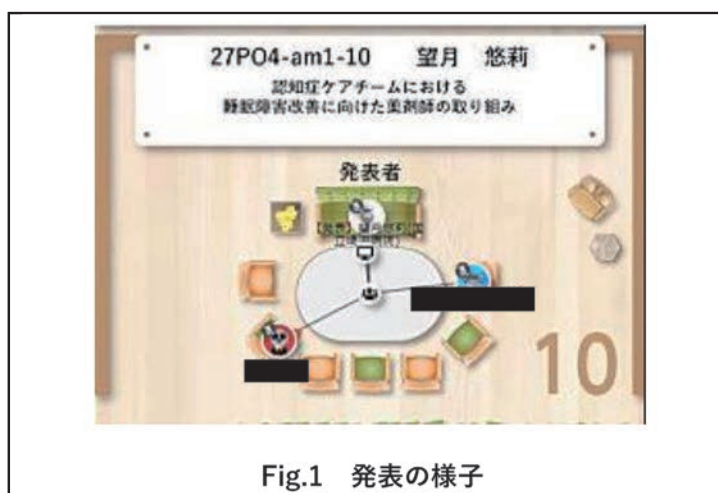 27PO4-am1-10 望月 悠莉
認知症ケアチームにおける
睡眠障害改善に向けた薬剤師の取り組み
発表者
10
Fig.1 発表の様子